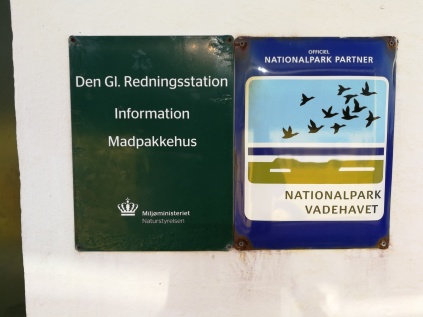 Den Gl. Redningsstation
Information
Madpakkehus
Miljøministeriet
Naturstyrelsen
OFFICIEL
NATIONALPARK PARTNER
NATIONALPARK
VADEHAVET